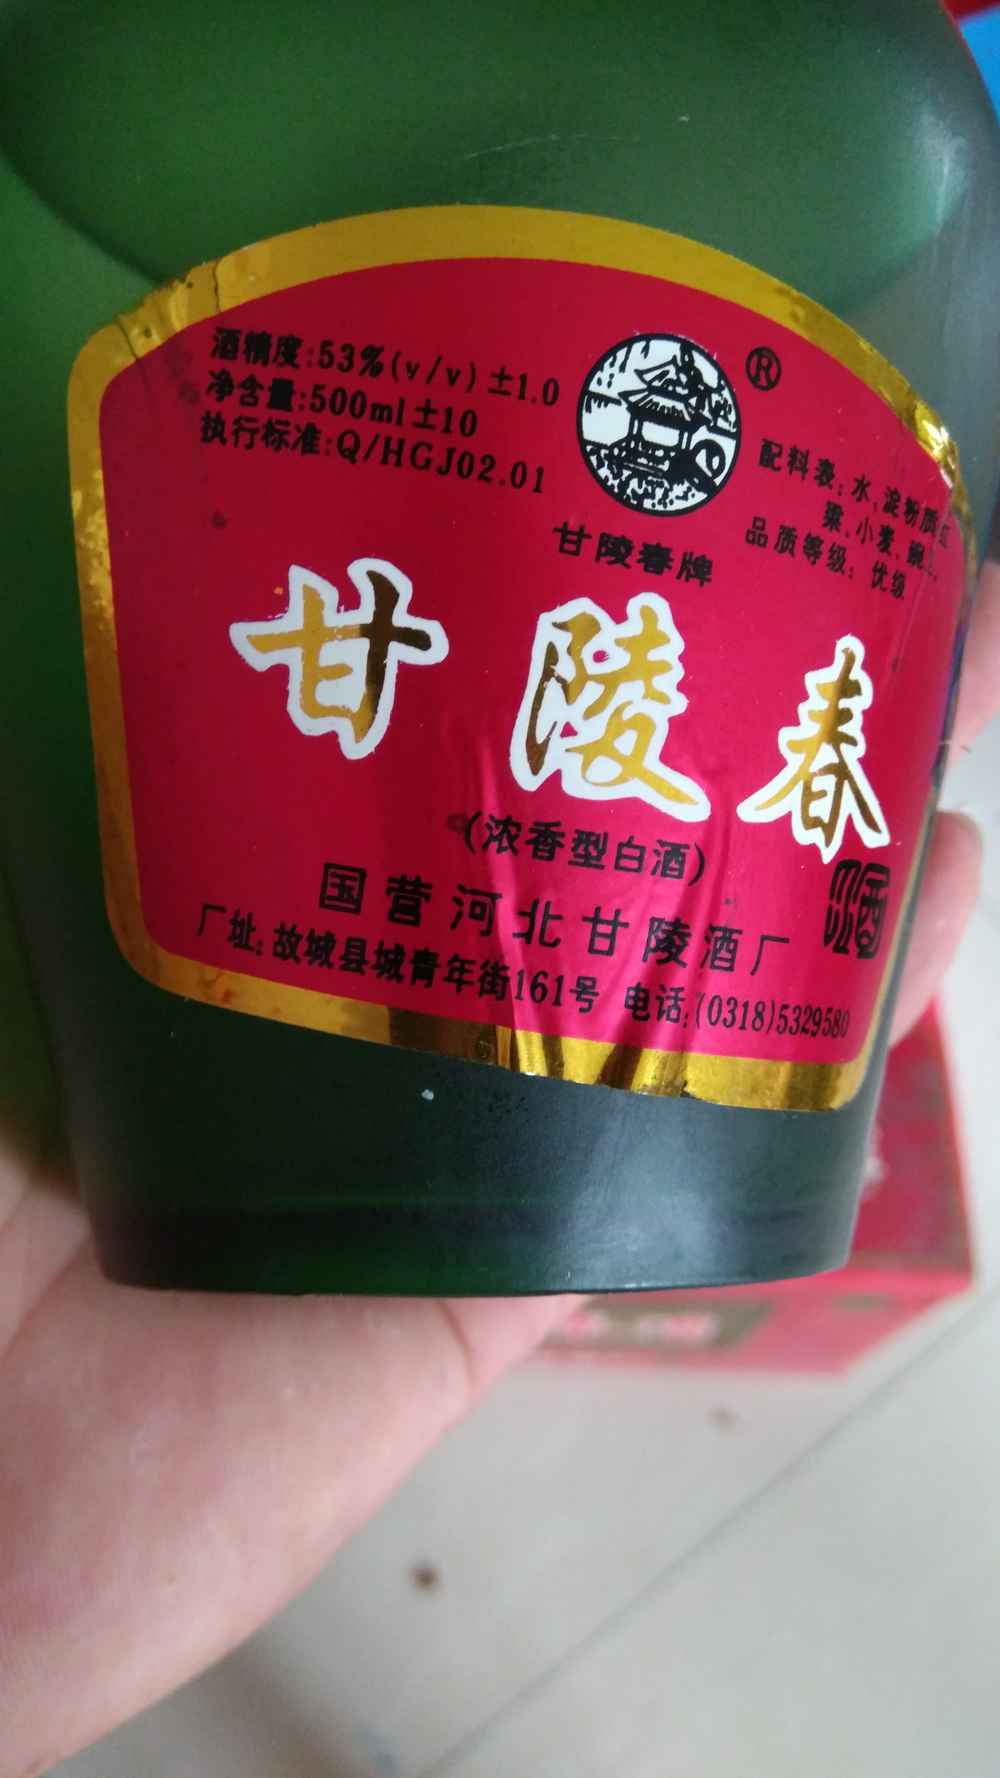 酒精度:53%(v/v)±1.0
净含量:500ml±10
执行标准:Q/HGJ02.01
®
甘陵春牌
配料表：水、淀粉质红
粱、小麦、豌
品质等级：优级
甘陵春
酒
(浓香型白酒)
国营河北甘陵酒厂
厂址:故城县城青年街161号 电话:(0318)5329580